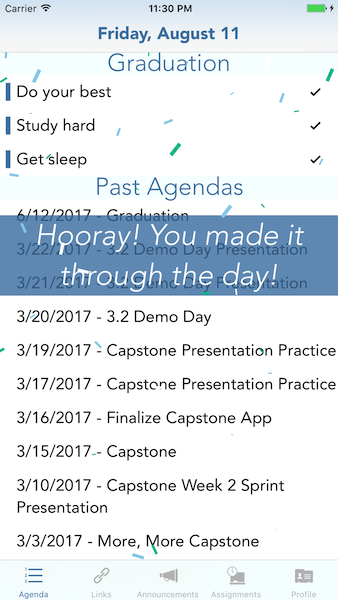 Carrier 11:30 PM
Friday, August 11
Graduation
Do your best
Study hard
Get sleep
Past Agendas
6/12/2017 - Graduation
Hooray! You made it
through the day!
3/22/2017 - 3.2 Demo Day Presentation
3/21/2017 - 3.2 Demo Day Presentation
3/20/2017 - 3.2 Demo Day
3/19/2017 - Capstone Presentation Practice
3/17/2017 - Capstone Presentation Practice
3/16/2017 - Finalize Capstone App
3/15/2017 - Capstone
3/10/2017 - Capstone Week 2 Sprint
Presentation
3/3/2017 - More, More Capstone
Agenda Links Announcements Assignments Profile